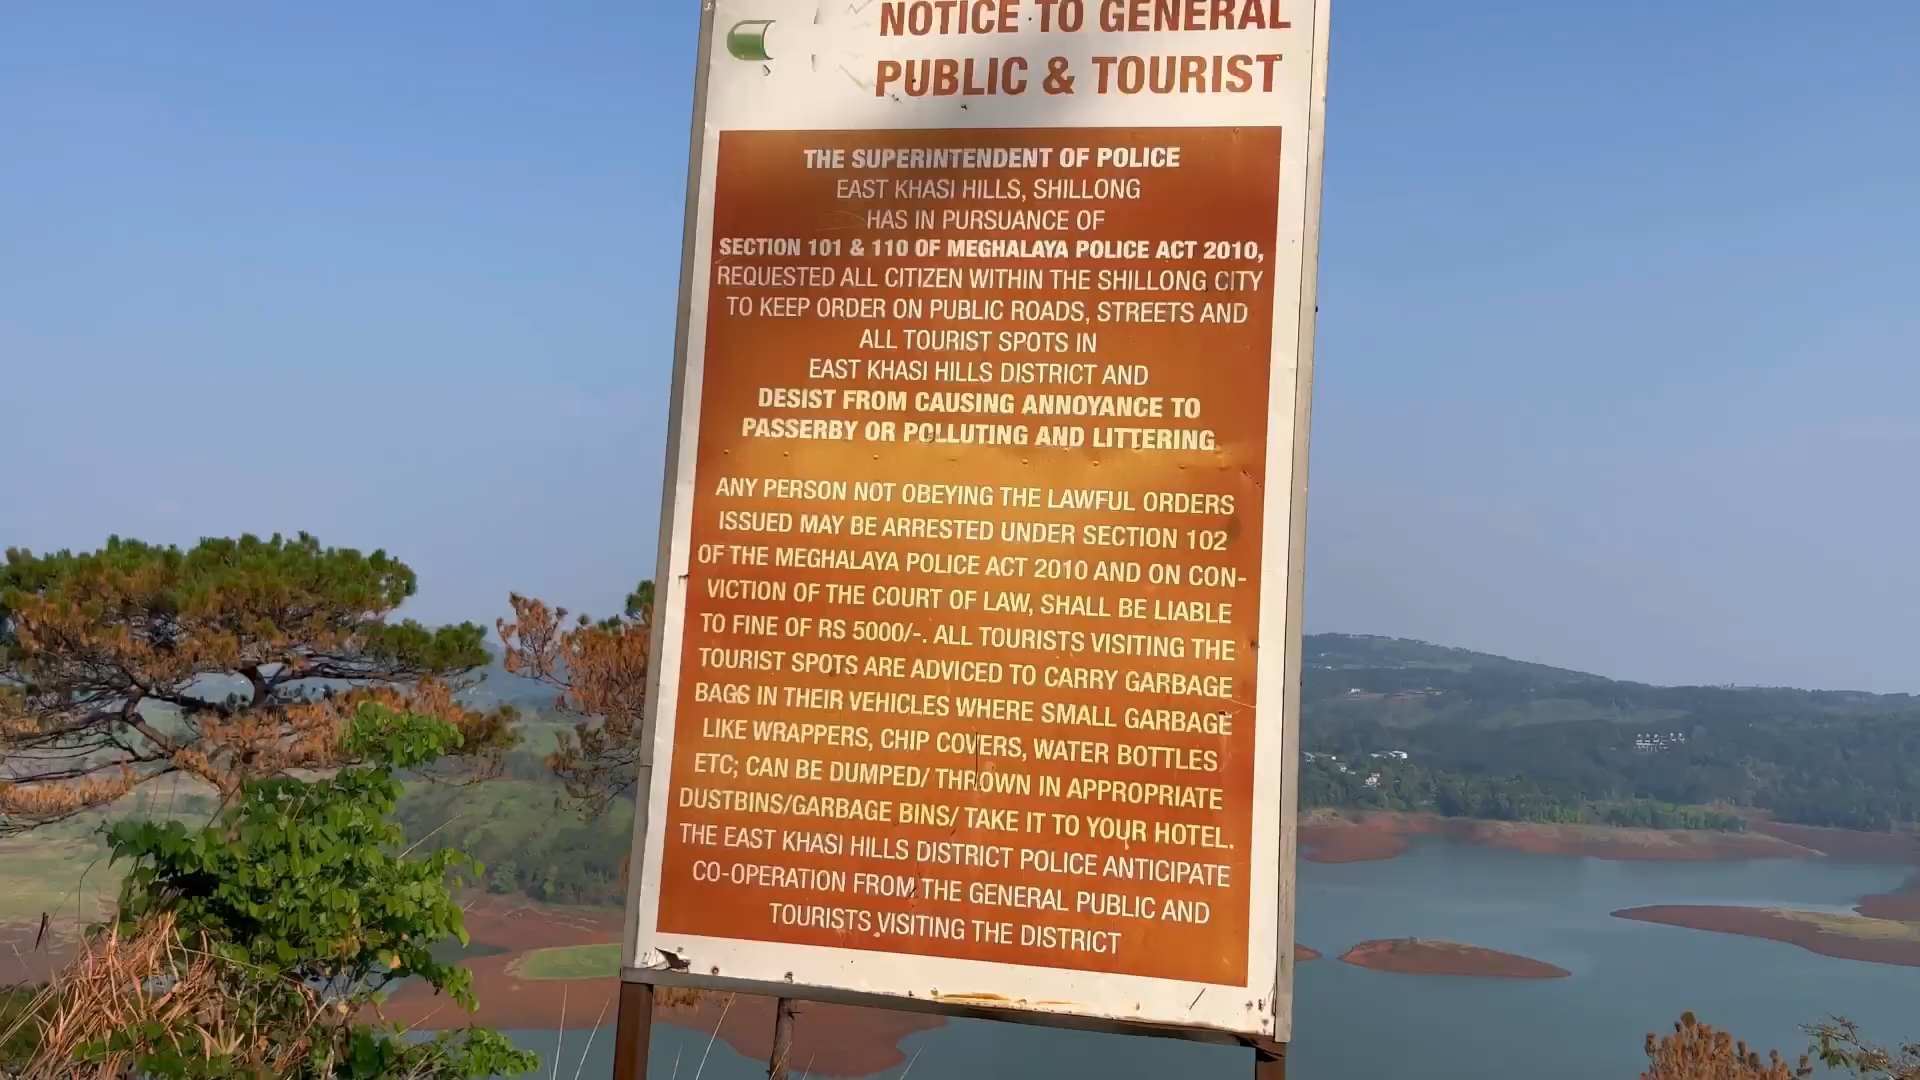 NOTICE TO GENERAL
PUBLIC & TOURIST
THE SUPERINTENDENT OF POLICE
EAST KHASI HILLS, SHILLONG
HAS IN PURSUANCE OF
SECTION 101 & 110 OF MEGHALAYA POLICE ACT 2010,
REQUESTED ALL CITIZEN WITHIN THE SHILLONG CITY
TO KEEP ORDER ON PUBLIC ROADS, STREETS AND
ALL TOURIST SPOTS IN
EAST KHASI HILLS DISTRICT AND
DESIST FROM CAUSING ANNOYANCE TO
PASSERBY OR POLLUTING AND LITTERING
ANY PERSON NOT OBEYING THE LAWFUL ORDERS
ISSUED MAY BE ARRESTED UNDER SECTION 102
OF THE MEGHALAYA POLICE ACT 2010 AND ON CON-
VICTION OF THE COURT OF LAW, SHALL BE LIABLE
TO FINE OF RS 5000/-. ALL TOURISTS VISITING THE
TOURIST SPOTS ARE ADVICED TO CARRY GARBAGE
BAGS IN THEIR VEHICLES WHERE SMALL GARBAGE
LIKE WRAPPERS, CHIP COVERS, WATER BOTTLES
ETC; CAN BE DUMPED/ THROWN IN APPROPRIATE
DUSTBINS/GARBAGE BINS/ TAKE IT TO YOUR HOTEL.
THE EAST KHASI HILLS DISTRICT POLICE ANTICIPATE
CO-OPERATION FROM THE GENERAL PUBLIC AND
TOURISTS VISITING THE DISTRICT